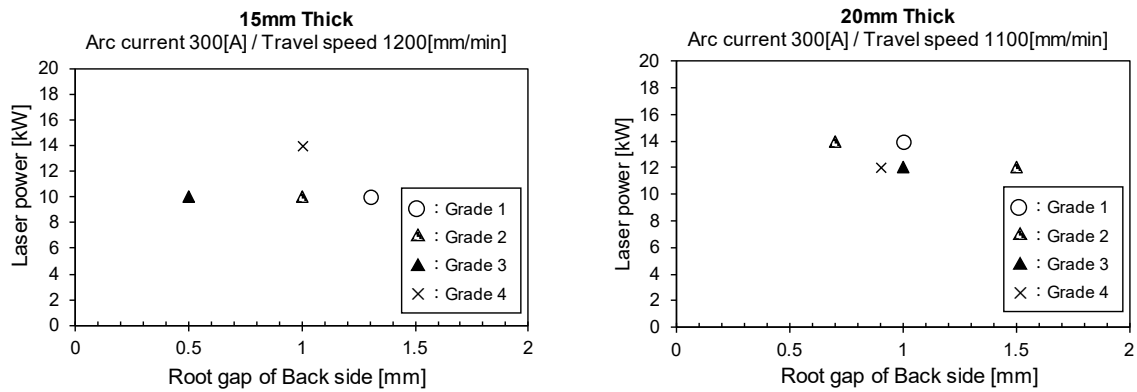 15mm Thick
Arc current 300[A] / Travel speed 1200[mm/min]
Laser power [kW]
20
18
16
14
12
10
8
6
4
2
0
0 0.5 1 1.5 2
Root gap of Back side [mm]
○ : Grade 1
: Grade 2
▲ : Grade 3
× : Grade 4
20mm Thick
Arc current 300[A] / Travel speed 1100[mm/min]
Laser power [kW]
20
18
16
14
12
10
8
6
4
2
0
0 0.5 1 1.5 2
Root gap of Back side [mm]
○ : Grade 1
: Grade 2
▲ : Grade 3
× : Grade 4